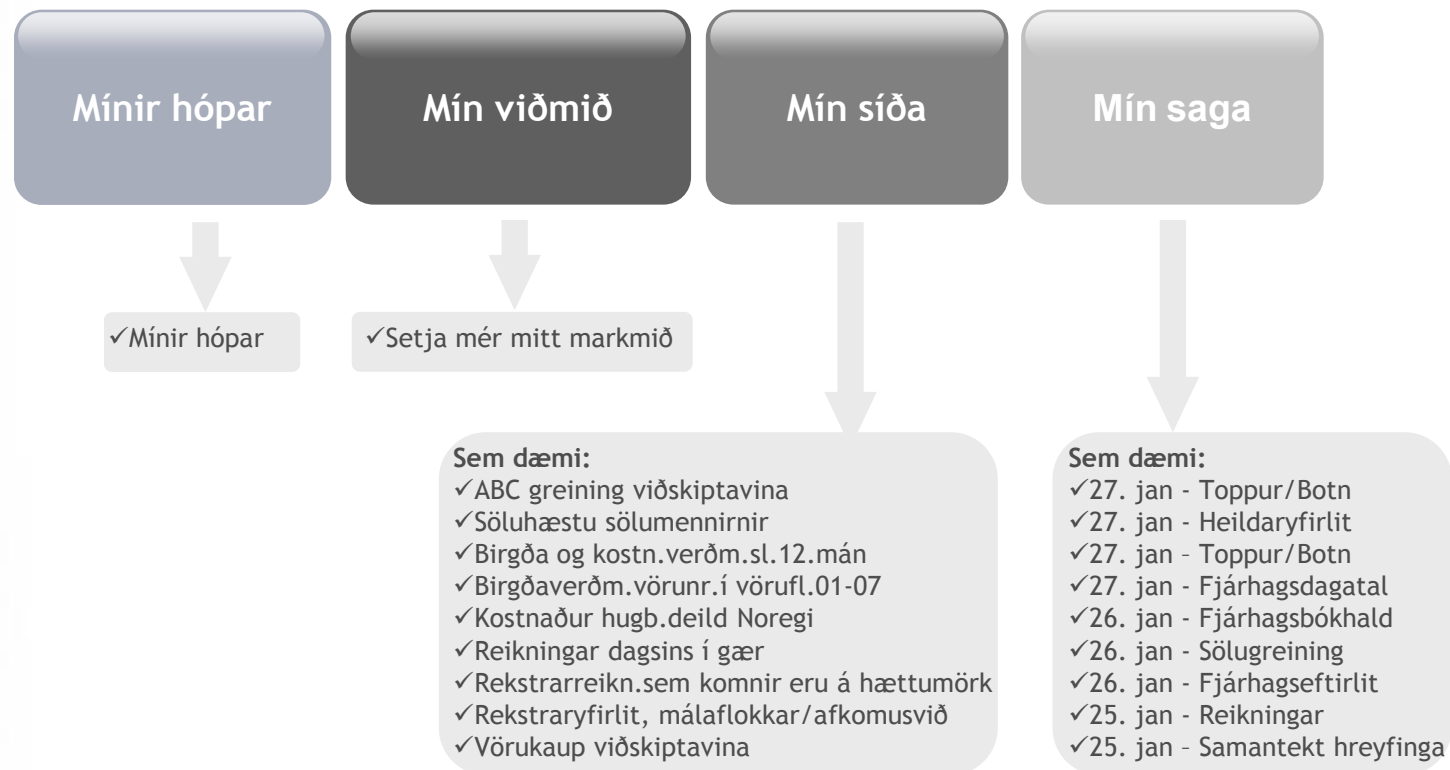 Mínir hópar
Mín viðmið
Mín síða
Mín saga
✓Mínir hópar
✓Setja mér mitt markmið
Sem dæmi:
✓ABC greining viðskiptavina
✓Söluhæstu sölumennirnir
✓Birgða og kostn.verðm.sl.12.mán
✓Birgðaverðm.vörunr.í vörufl.01-07
✓Kostnaður hugb.deild Noregi
✓Reikningar dagsins í gær
✓Rekstrarreikn.sem komnir eru á hættumörk
✓Rekstraryfirlit, málaflokkar/afkomusvið
✓Vörukaup viðskiptavina
Sem dæmi:
✓27. jan - Toppur/Botn
✓27. jan - Heildaryfirlit
✓27. jan – Toppur/Botn
✓27. jan - Fjárhagsdagatal
✓26. jan - Fjárhagsbókhald
✓26. jan - Sölugreining
✓26. jan - Fjárhagseftirlit
✓25. jan - Reikningar
✓25. jan – Samantekt hreyfinga